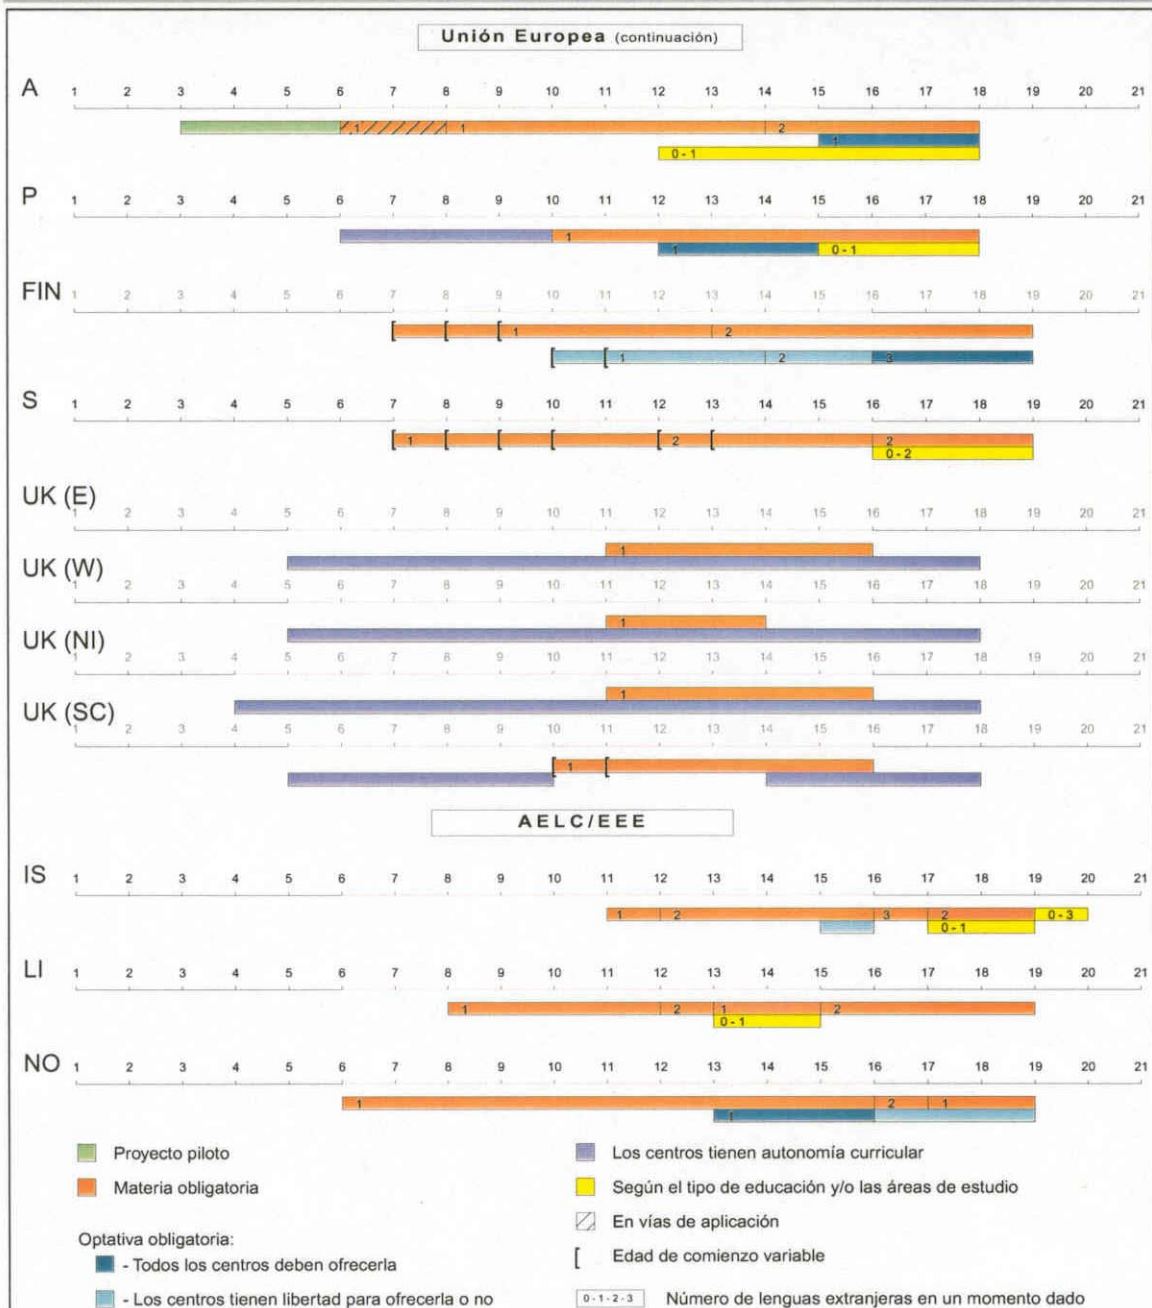 Unión Europea (continuación)
A
1 2 3 4 5 6 7 8 9 10 11 12 13 14 15 16 17 18 19 20 21
1 1 2
1
0 - 1
P
1 2 3 4 5 6 7 8 9 10 11 12 13 14 15 16 17 18 19 20 21
1
1 0 - 1
FIN
1 2 3 4 5 6 7 8 9 10 11 12 13 14 15 16 17 18 19 20 21
1 2
1 2 3
S
1 2 3 4 5 6 7 8 9 10 11 12 13 14 15 16 17 18 19 20 21
1 2 2
0 - 2
UK (E)
1 2 3 4 5 6 7 8 9 10 11 12 13 14 15 16 17 18 19 20 21
1
UK (W)
1 2 3 4 5 6 7 8 9 10 11 12 13 14 15 16 17 18 19 20 21
1
UK (NI)
1 2 3 4 5 6 7 8 9 10 11 12 13 14 15 16 17 18 19 20 21
1
UK (SC)
1 2 3 4 5 6 7 8 9 10 11 12 13 14 15 16 17 18 19 20 21
1
AELC/EEE
IS
1 2 3 4 5 6 7 8 9 10 11 12 13 14 15 16 17 18 19 20 21
1 2 3 2 0 - 3
0 - 1
LI
1 2 3 4 5 6 7 8 9 10 11 12 13 14 15 16 17 18 19 20 21
1 2 1 2
0 - 1
NO
1 2 3 4 5 6 7 8 9 10 11 12 13 14 15 16 17 18 19 20 21
1 2 1
1
Proyecto piloto
Materia obligatoria
Optativa obligatoria:
- Todos los centros deben ofrecerla
- Los centros tienen libertad para ofrecerla o no
Los centros tienen autonomía curricular
Según el tipo de educación y/o las áreas de estudio
En vías de aplicación
[ Edad de comienzo variable
0 - 1 - 2 - 3 Número de lenguas extranjeras en un momento dado